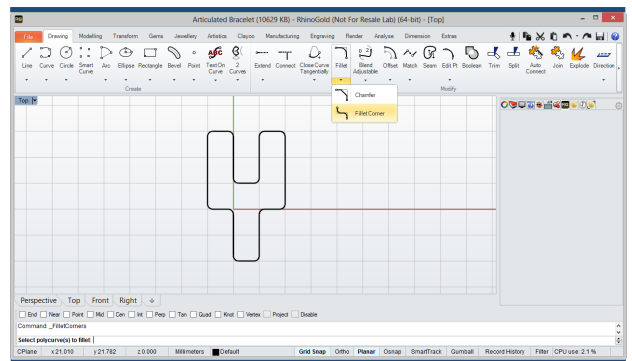 RG
Articulated Bracelet (10629 KB) - RhinoGold (Not For Resale Lab) (64-bit) - [Top]
File Drawing Modelling Transform Gems Jewellery Artistics Clayoo Manufacturing Engraving Render Analyse Dimension Extras
Line Curve Circle Smart Curve Arc Ellipse Rectangle Bevel Point Text On Curve 2 Curves Extend Connect Close Curve Tangentially Fillet Blend Adjustable Offset Match Seam Edit Pt Boolean Trim Split Auto Connect Join Explode Direction
Create Modify
Chamfer
Fillet Corner
Top
Perspective Top Front Right
End Near Point Mid Cen Int Perp Tan Quad Knot Vertex Project Disable
Command: _FilletCorners
Select polycurve(s) to fillet
CPlane x 21.010 y 21.782 z 0.000 Millimeters Default Grid Snap Ortho Planar Osnap SmartTrack Gumball Record History Filter CPU use: 2.1 %